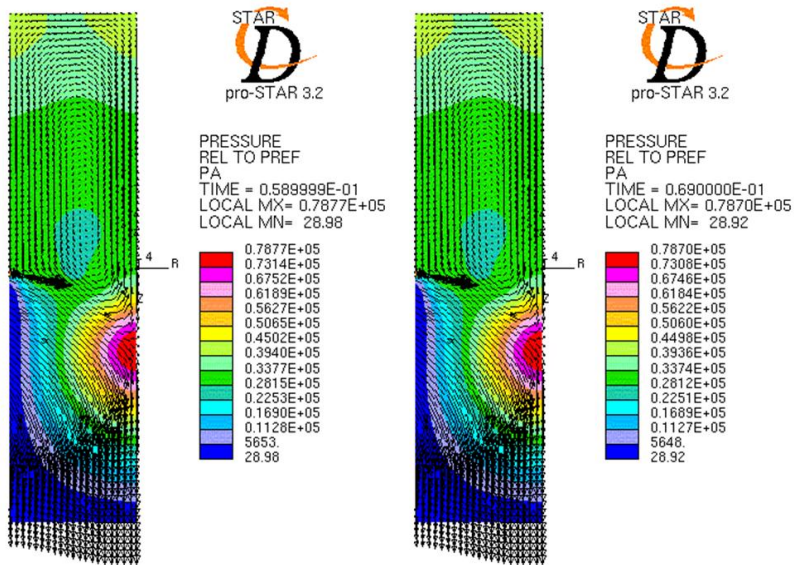 STAR
D
pro-STAR 3.2
PRESSURE
REL TO PREF
PA
TIME = 0.589999E-01
LOCAL MX= 0.7877E+05
LOCAL MN= 28.98
0.7877E+05
0.7314E+05
0.6752E+05
0.6189E+05
0.5627E+05
0.5065E+05
0.4502E+05
0.3940E+05
0.3377E+05
0.2815E+05
0.2253E+05
0.1690E+05
0.1128E+05
5653.
28.98
4
R
Z
STAR
D
pro-STAR 3.2
PRESSURE
REL TO PREF
PA
TIME = 0.690000E-01
LOCAL MX= 0.7870E+05
LOCAL MN= 28.92
0.7870E+05
0.7308E+05
0.6746E+05
0.6184E+05
0.5622E+05
0.5060E+05
0.4498E+05
0.3936E+05
0.3374E+05
0.2812E+05
0.2251E+05
0.1689E+05
0.1127E+05
5648.
28.92
4
R
Z